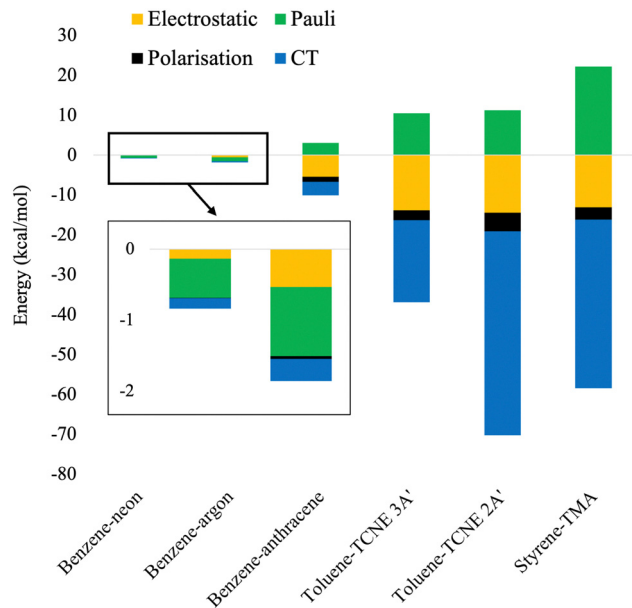 Electrostatic Pauli
Polarisation CT
Energy (kcal/mol)
30
20
10
0
-10
-20
-30
-40
-50
-60
-70
-80
0
-1
-2
Benzene-neon
Benzene-argon
Benzene-anthracene
Toluene-TCNE 3A'
Toluene-TCNE 2A'
Styrene-TMA